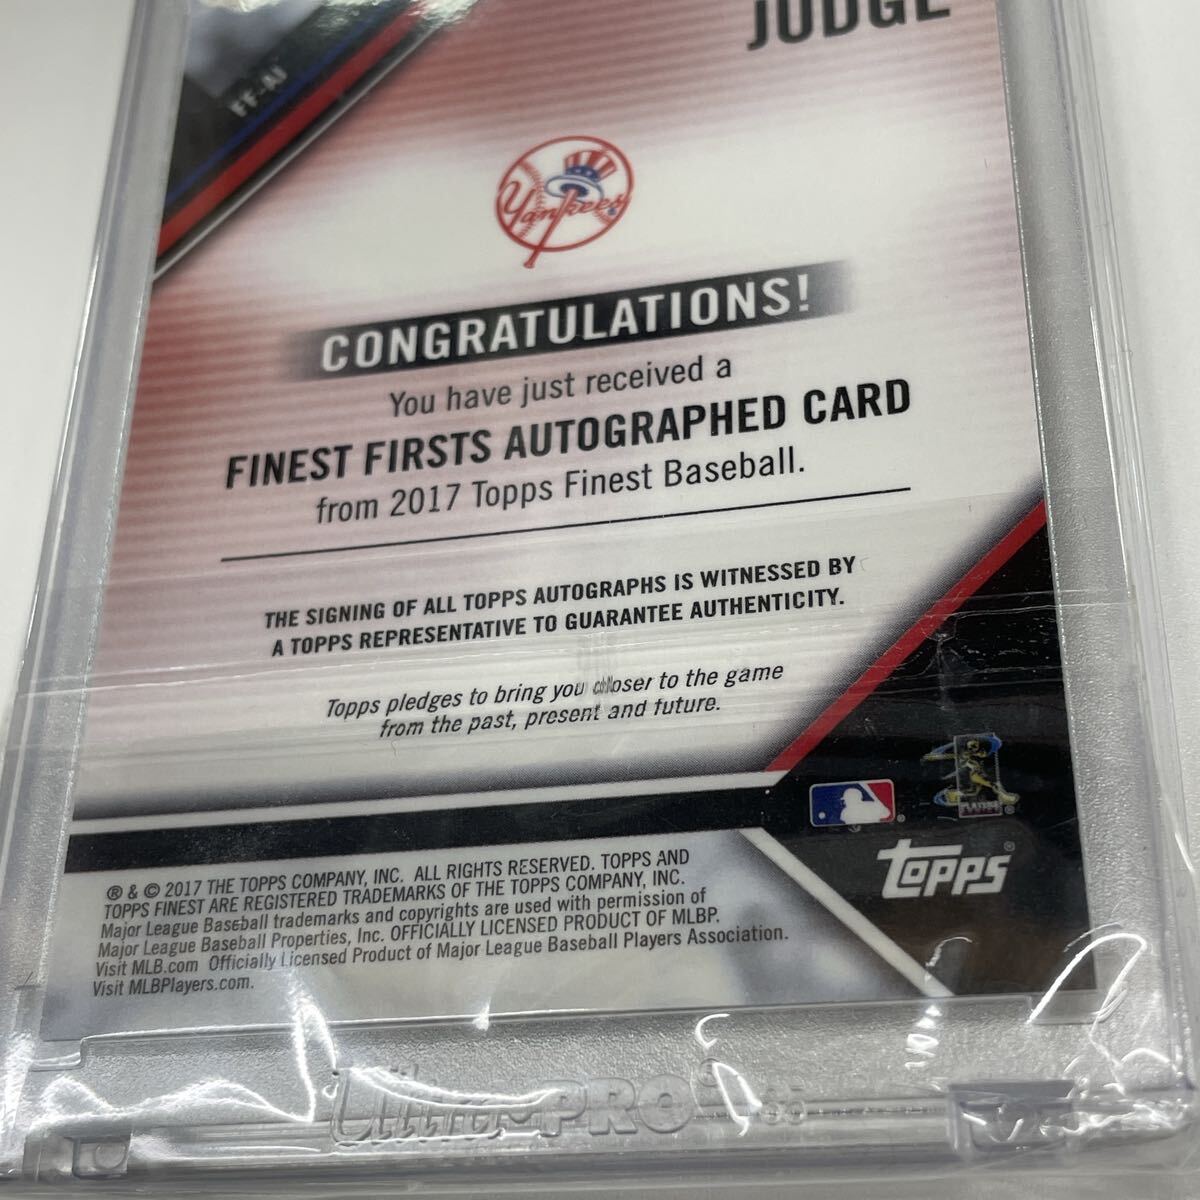 JUDGE
FF-AJ
Yankees
CONGRATULATIONS!
You have just received a
FINEST FIRSTS AUTOGRAPHED CARD
from 2017 Topps Finest Baseball.
THE SIGNING OF ALL TOPPS AUTOGRAPHS IS WITNESSED BY
A TOPPS REPRESENTATIVE TO GUARANTEE AUTHENTICITY.
Topps pledges to bring you closer to the game
from the past, present and future.
PLAYERS
topps
® & © 2017 THE TOPPS COMPANY, INC. ALL RIGHTS RESERVED. TOPPS AND
TOPPS FINEST ARE REGISTERED TRADEMARKS OF THE TOPPS COMPANY, INC.
Major League Baseball trademarks and copyrights are used with permission of
Major League Baseball Properties, Inc. OFFICIALLY LICENSED PRODUCT OF MLBP.
Visit MLB.com Officially Licensed Product of Major League Baseball Players Association.
Visit MLBPlayers.com.
Ultra•PRO®